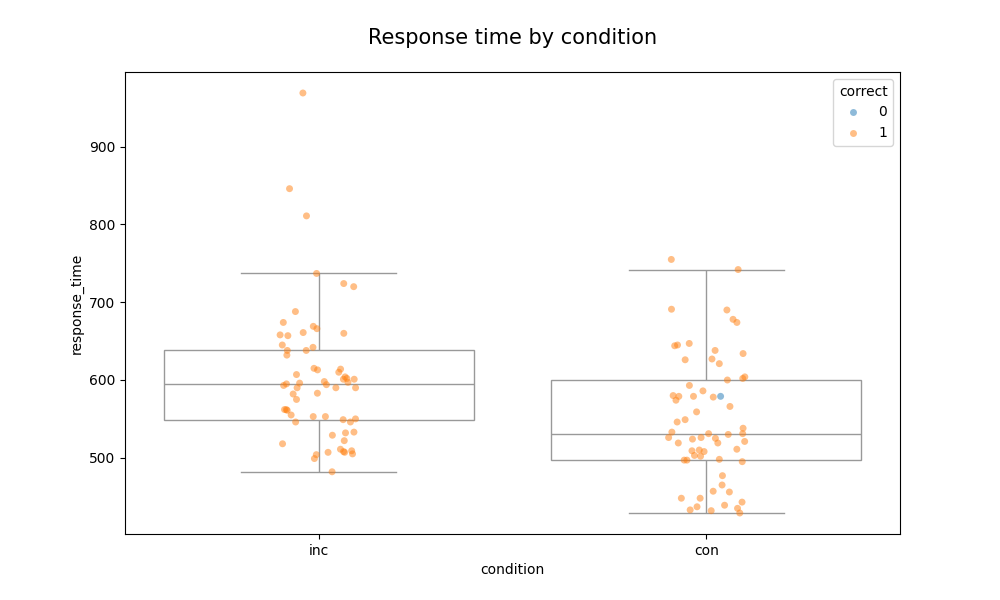 Response time by condition
correct
0
1
900
800
700
600
500
response_time
inc
con
condition